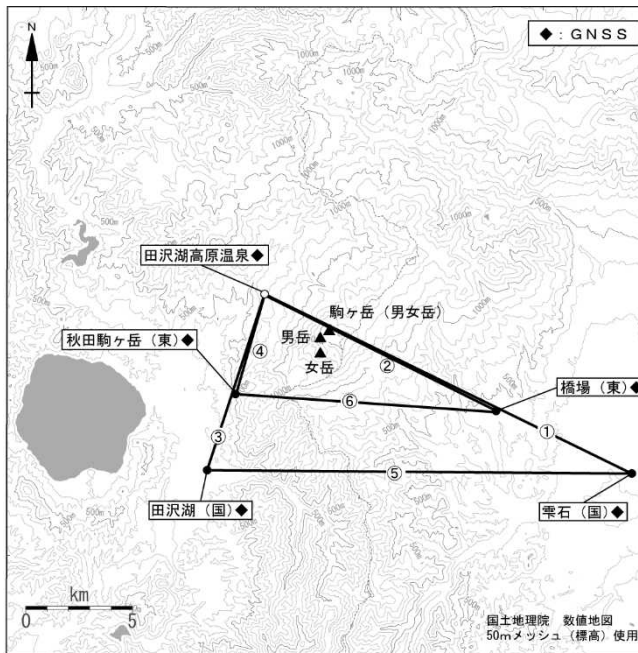 N
◆：GNSS
500m
1000m
田沢湖高原温泉◆
駒ヶ岳（男女岳）
男岳
女岳
秋田駒ヶ岳（東）◆
④
②
⑥
橋場（東）◆
①
③
⑤
田沢湖（国）◆
雫石（国）◆
km
0 5
国土地理院 数値地図
50mメッシュ（標高）使用